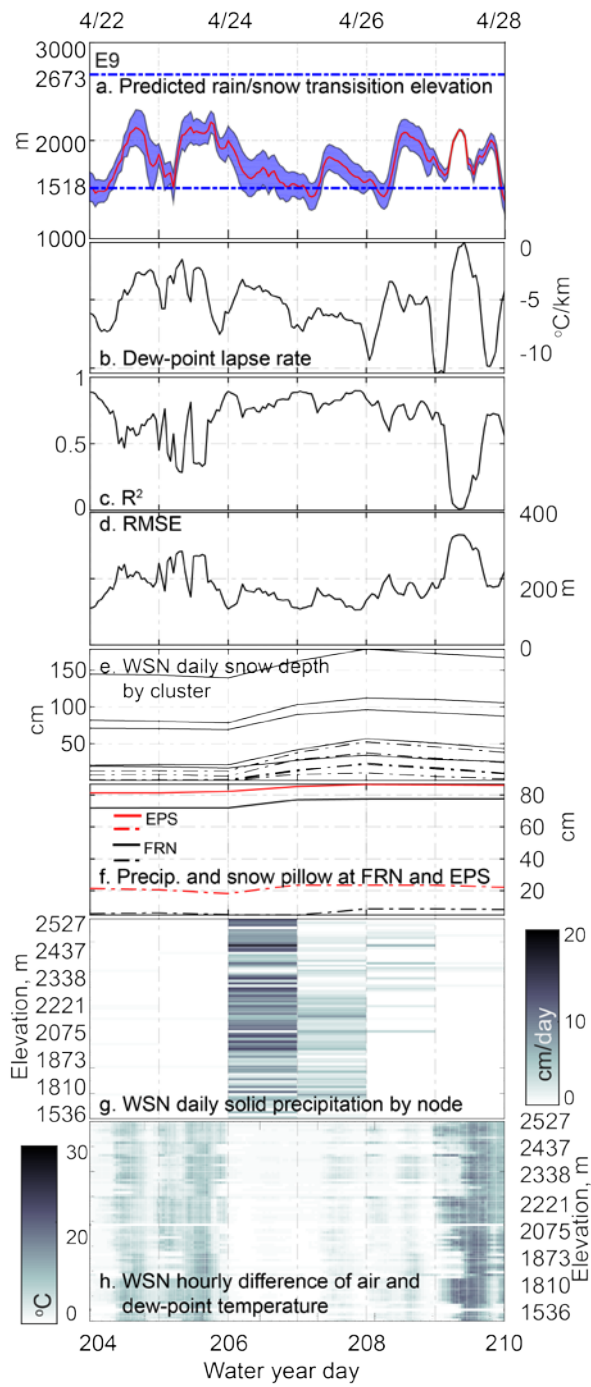 4/22 4/24 4/26 4/28
3000
E9
2673
a. Predicted rain/snow transisition elevation
2000
m
1518
1000
0
-5
-10
°C/km
b. Dew-point lapse rate
1
0.5
0
c. R²
400
d. RMSE
200
m
0
e. WSN daily snow depth
by cluster
150
100
50
cm
80
60
40
20
cm
EPS
FRN
f. Precip. and snow pillow at FRN and EPS
2527
2437
2338
2221
2075
1873
1810
1536
Elevation, m
20
10
0
cm/day
g. WSN daily solid precipitation by node
2527
2437
2338
2221
2075
1873
1810
1536
Elevation, m
30
20
0
°C
h. WSN hourly difference of air and
dew-point temperature
204 206 208 210
Water year day